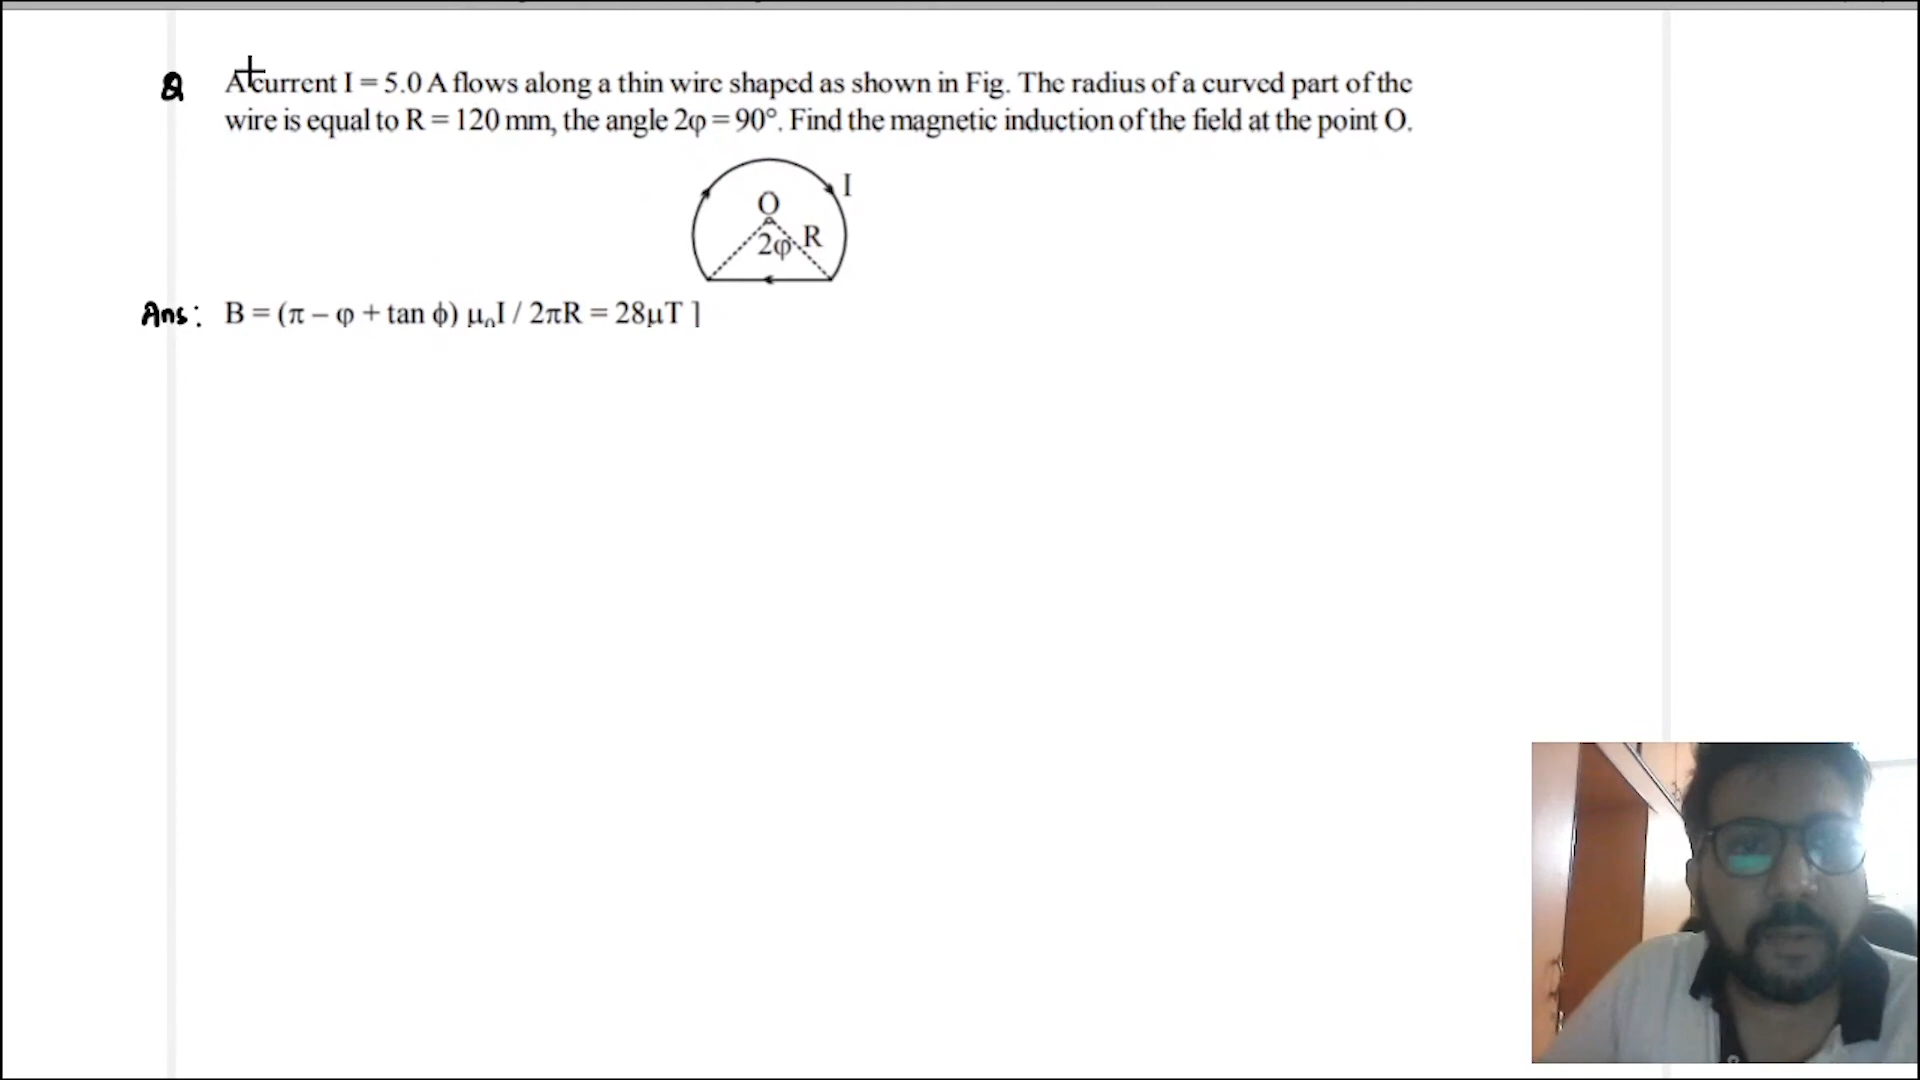 Q A current I = 5.0 A flows along a thin wire shaped as shown in Fig. The radius of a curved part of the
wire is equal to R = 120 mm, the angle 2φ = 90°. Find the magnetic induction of the field at the point O.
I
O
R
2φ
Ans: B = (π – φ + tan ϕ) μ₀I / 2πR = 28μT ]